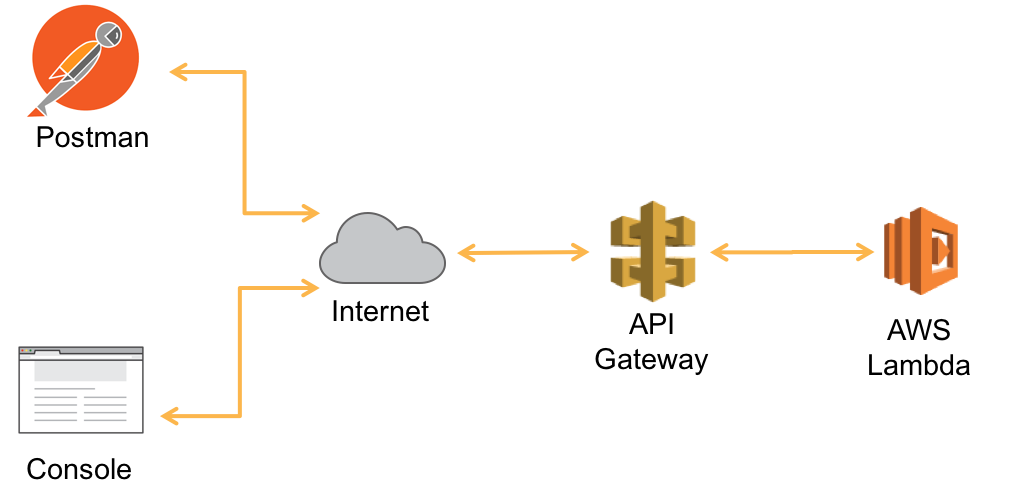 Postman
Internet
API
Gateway
AWS
Lambda
Console